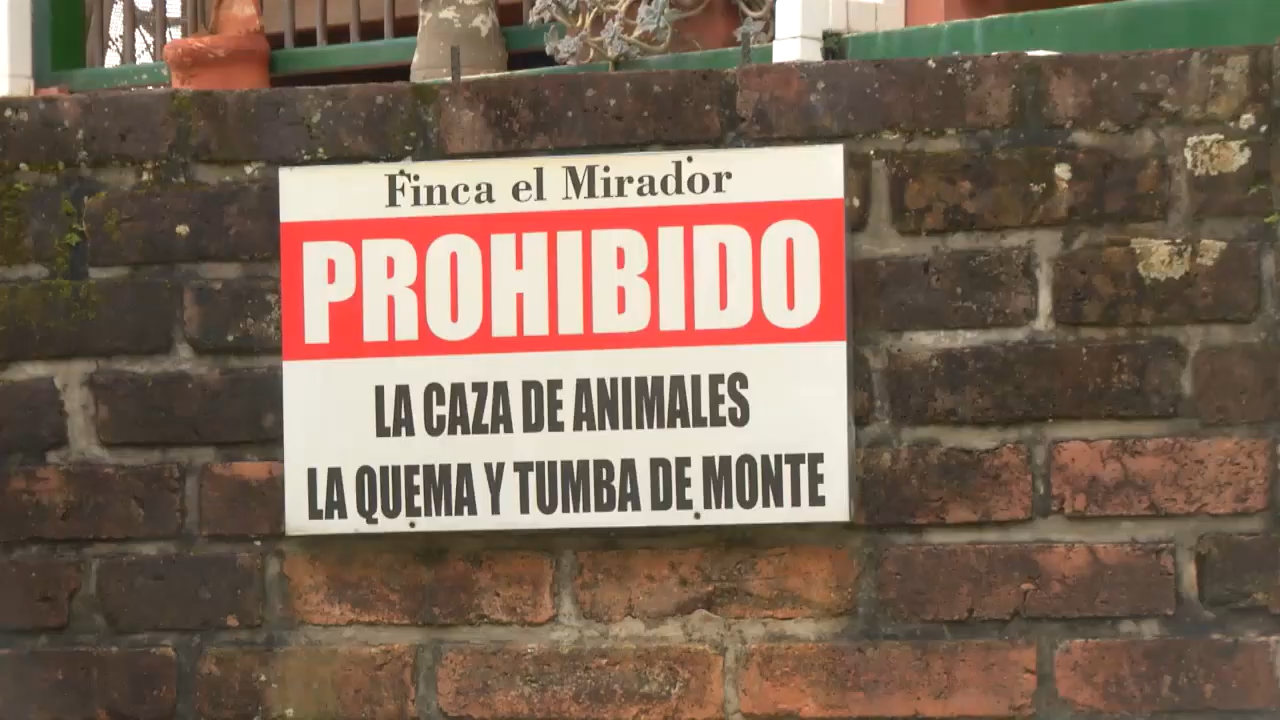 Finca el Mirador
PROHIBIDO
LA CAZA DE ANIMALES
LA QUEMA Y TUMBA DE MONTE